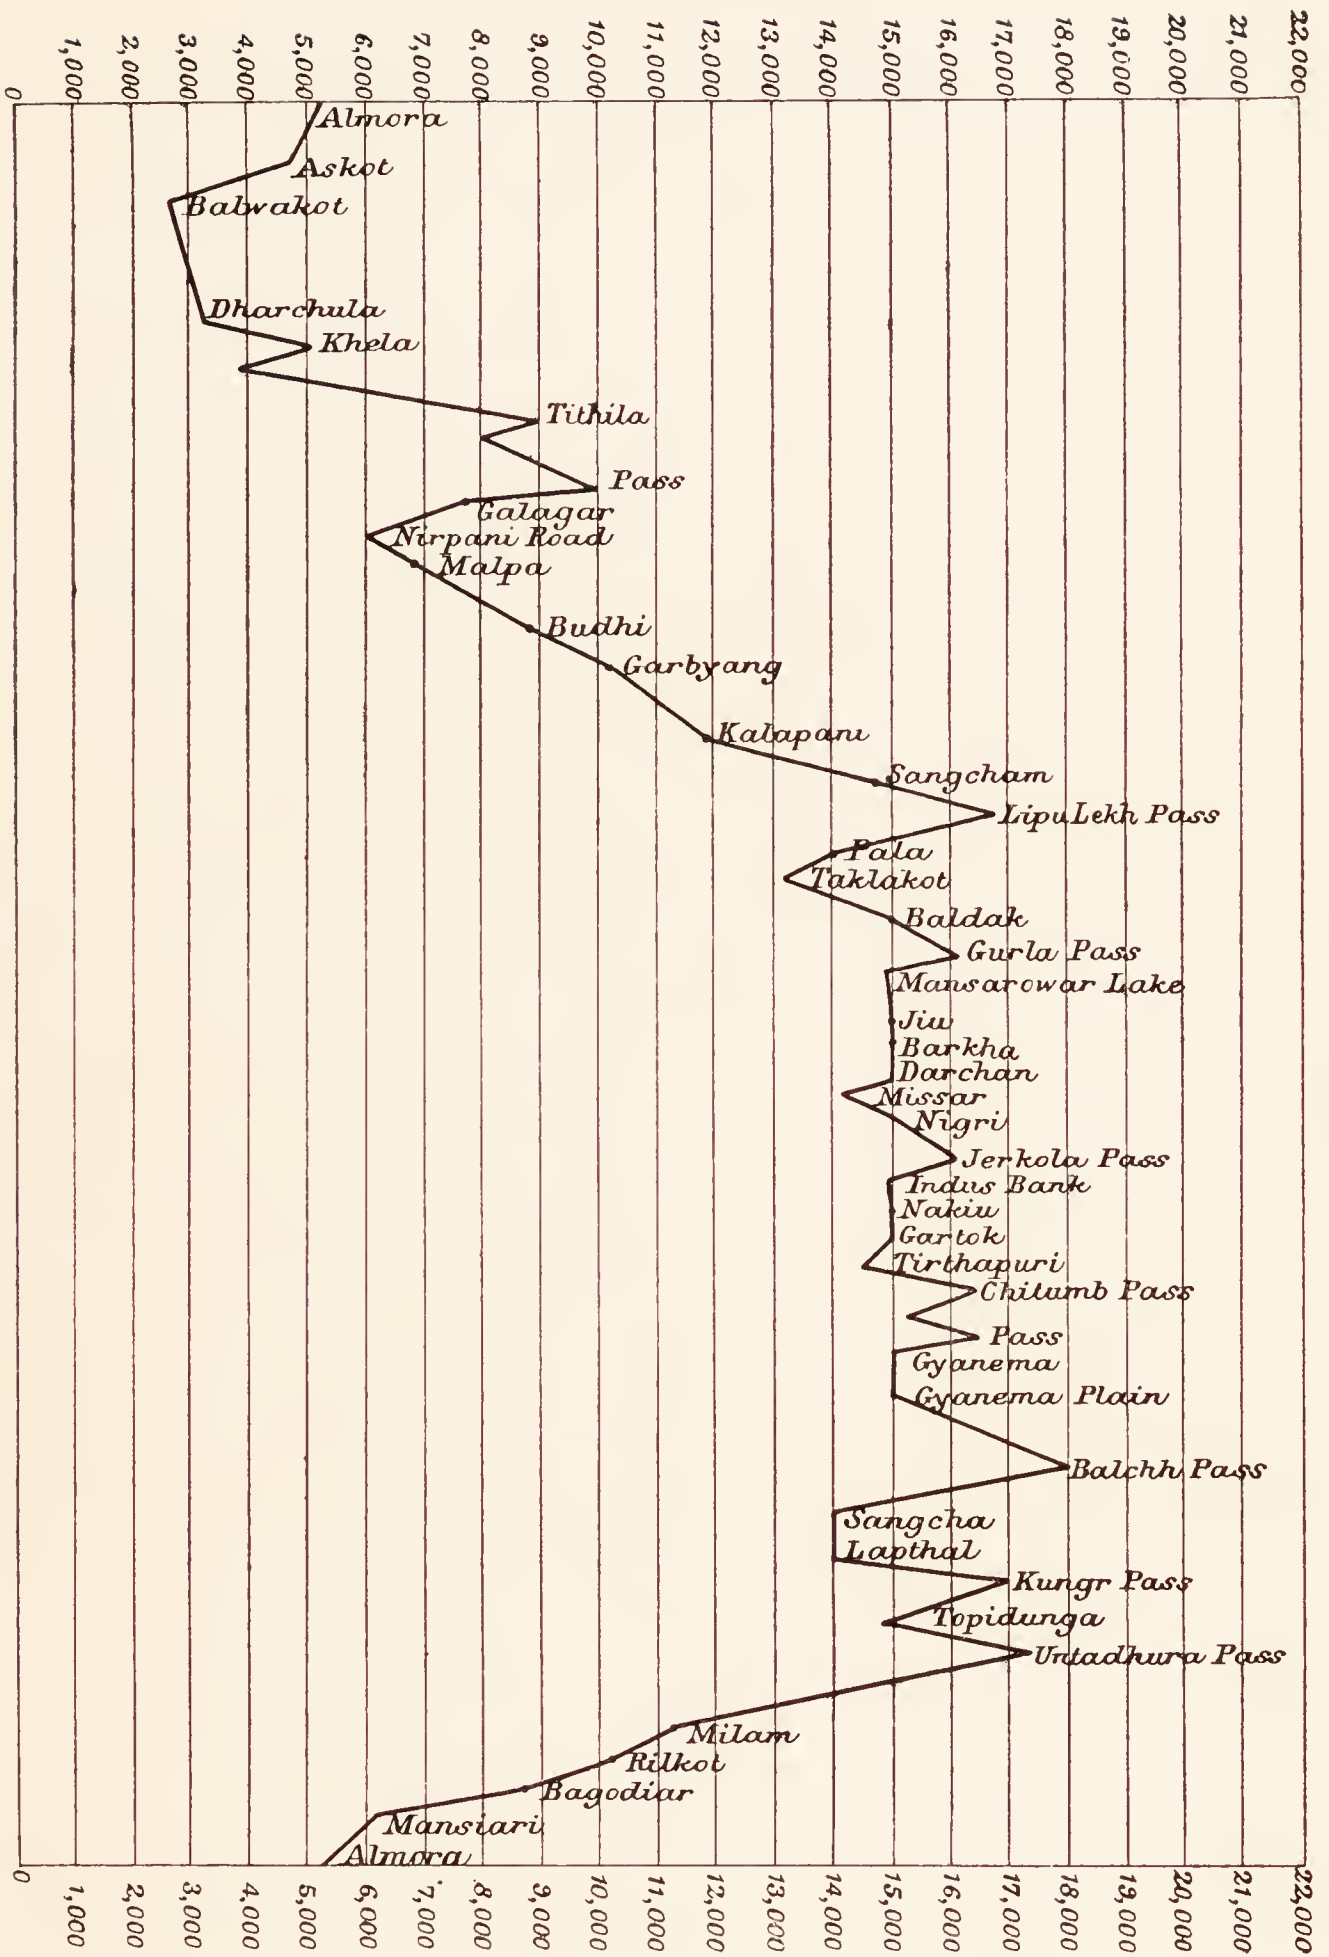 0
1,000
2,000
3,000
4,000
5,000
6,000
7,000
8,000
9,000
10,000
11,000
12,000
13,000
14,000
15,000
16,000
17,000
18,000
19,000
20,000
21,000
22,000
Almora
Askot
Balwakot
Dharchula
Khela
Tithila
Pass
Galagar
Nirpani Road
Malpa
Budhi
Garbyang
Kalapani
Sangcham
Lipu Lekh Pass
Pala
Taklakot
Baldak
Gurla Pass
Mansarowar Lake
Jiu
Barkha
Darchan
Missar
Nigri
Jerkola Pass
Indus Bank
Nakiu
Gartok
Tirthapuri
Chitumb Pass
Pass
Gyanema
Gyanema Plain
Balchh Pass
Sangcha
Lapthal
Kungr Pass
Topidunga
Untadhura Pass
Milam
Rilkot
Bagodiar
Mansiari
Almora
0
1,000
2,000
3,000
4,000
5,000
6,000
7,000
8,000
9,000
10,000
11,000
12,000
13,000
14,000
15,000
16,000
17,000
18,000
19,000
20,000
21,000
22,000